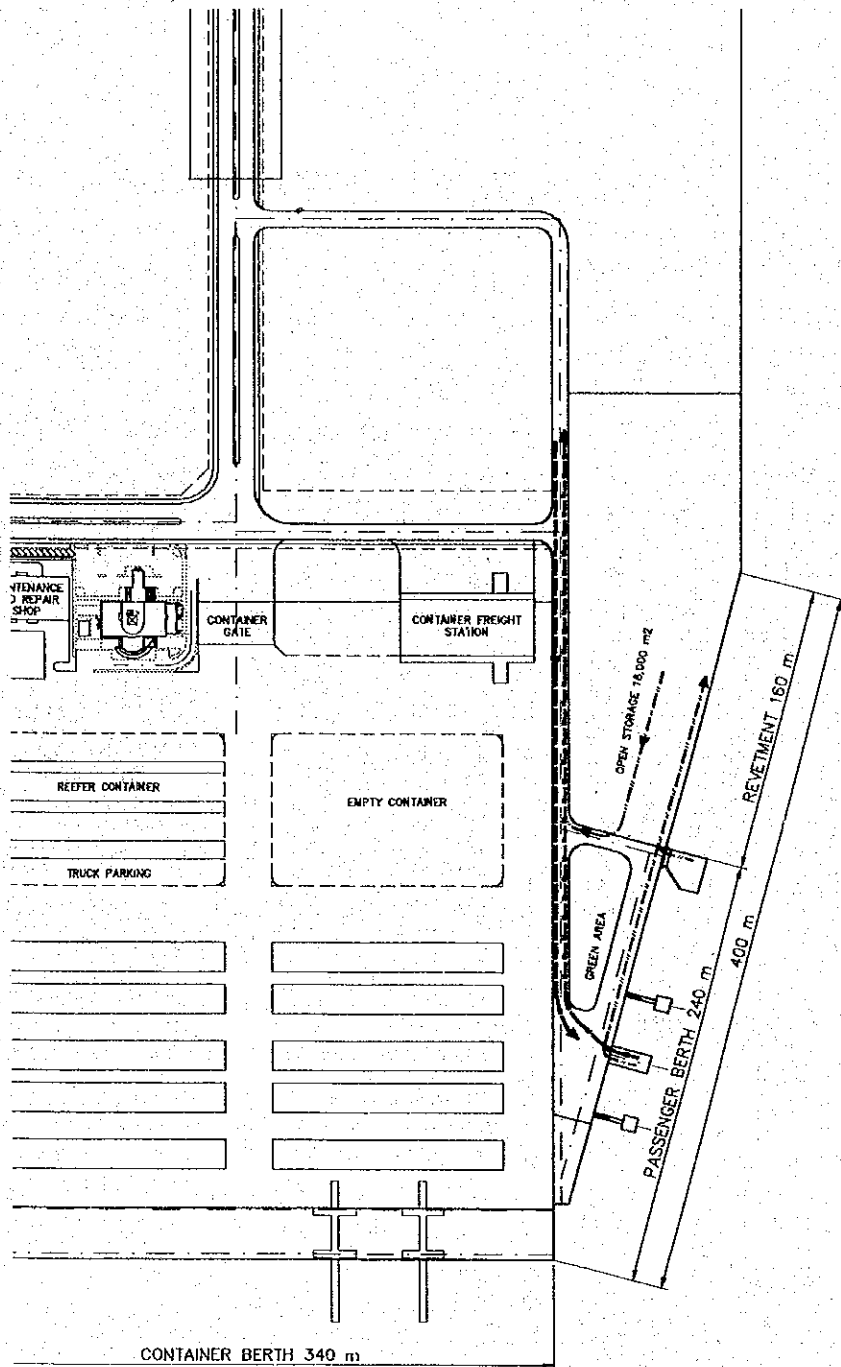 NTENANCE
REPAIR
SHOP
CONTAINER
GATE
CONTAINER FREIGHT
STATION
OPEN STORAGE 18,000 m2
REVETMENT 160 m
REEFER CONTAINER
EMPTY CONTAINER
TRUCK PARKING
GREEN AREA
400 m
PASSENGER BERTH 240 m
CONTAINER BERTH 340 m